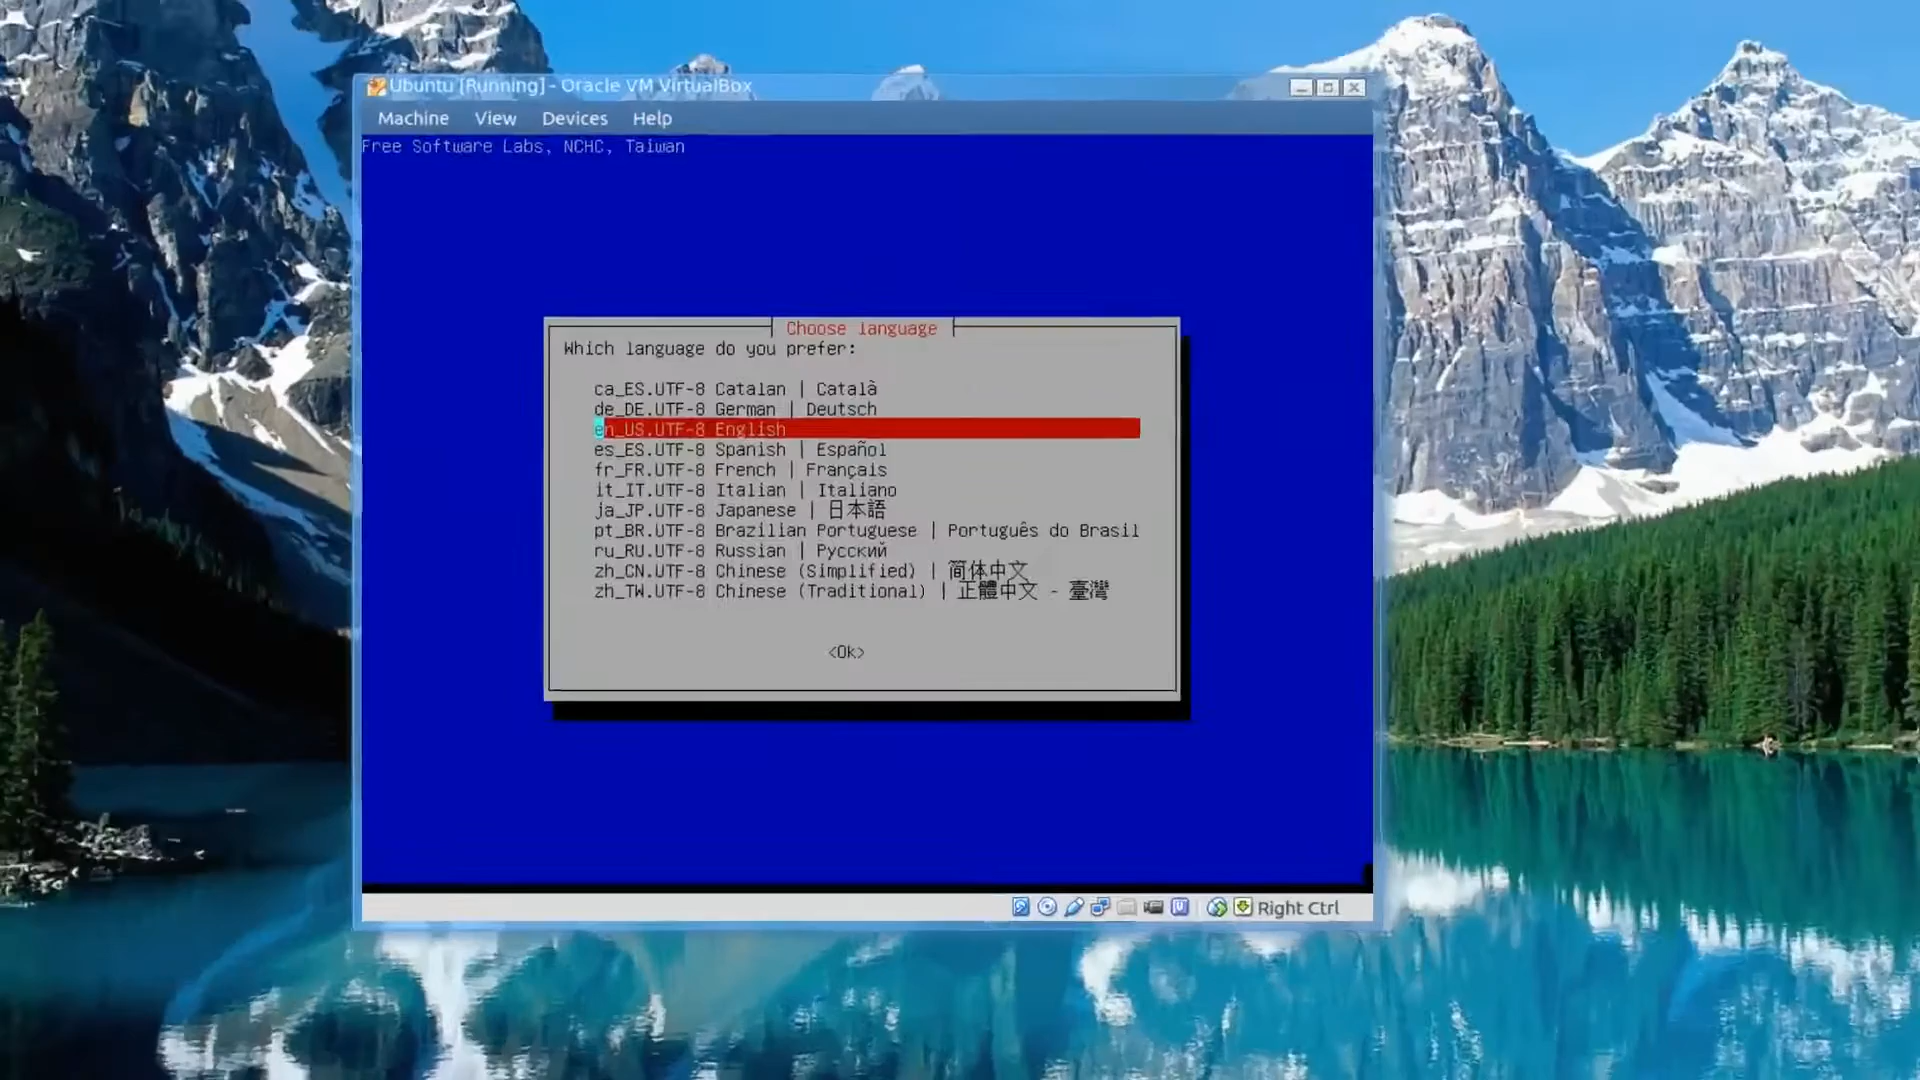 Ubuntu [Running] - Oracle VM VirtualBox
Machine View Devices Help
Free Software Labs, NCHC, Taiwan
Choose language
Which language do you prefer:
ca_ES.UTF-8 Catalan | Català
de_DE.UTF-8 German | Deutsch
en_US.UTF-8 English
es_ES.UTF-8 Spanish | Español
fr_FR.UTF-8 French | Français
it_IT.UTF-8 Italian | Italiano
ja_JP.UTF-8 Japanese | 日本語
pt_BR.UTF-8 Brazilian Portuguese | Português do Brasil
ru_RU.UTF-8 Russian | Русский
zh_CN.UTF-8 Chinese (Simplified) | 简体中文
zh_TW.UTF-8 Chinese (Traditional) | 正體中文 - 臺灣
<Ok>
Right Ctrl